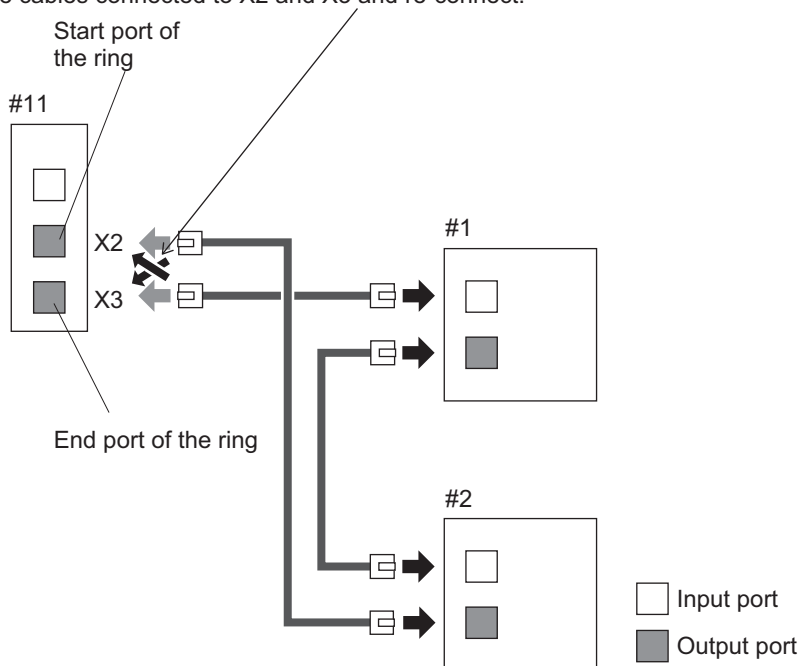 cables connected to X2 and X3 and re-connect.
Start port of
the ring
#11
X2
X3
#1
End port of the ring
#2
Input port
Output port